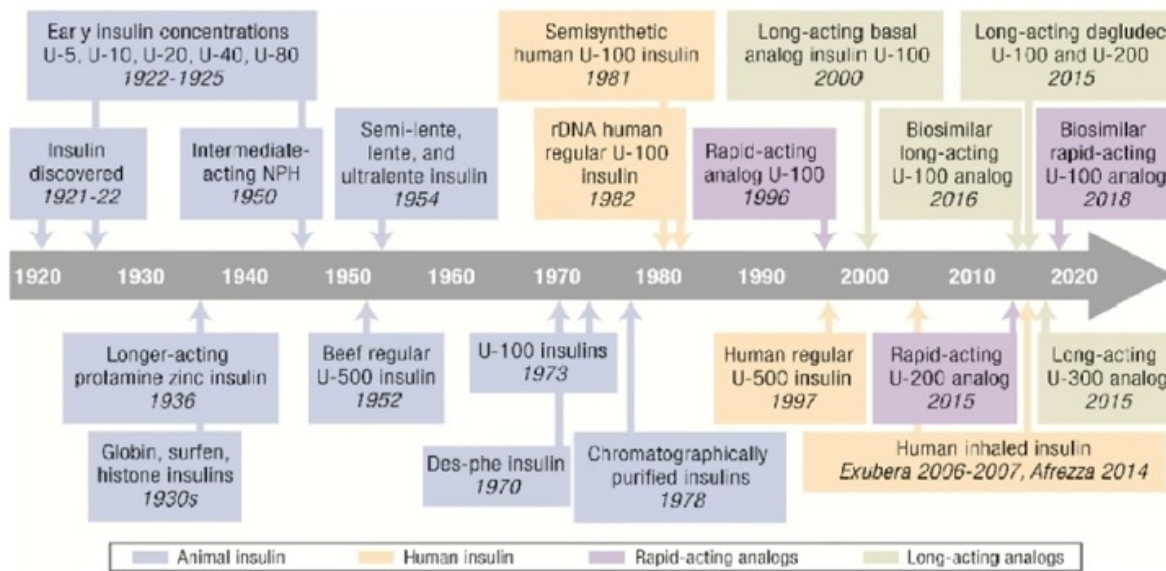 Ear y insulin concentrations
U-5, U-10, U-20, U-40, U-80
1922-1925
Semisynthetic
human U-100 insulin
1981
Long-acting basal
analog insulin U-100
2000
Long-acting degludec
U-100 and U-200
2015
Insulin
discovered
1921-22
Intermediate-
acting NPH
1950
Semi-lente,
lente, and
ultralente insulin
1954
rDNA human
regular U-100
insulin
1982
Rapid-acting
analog U-100
1996
Biosimilar
long-acting
U-100 analog
2016
Biosimilar
rapid-acting
U-100 analog
2018
1920 1930 1940 1950 1960 1970 1980 1990 2000 2010 2020
Longer-acting
protamine zinc insulin
1936
Beef regular
U-500 insulin
1952
U-100 insulins
1973
Human regular
U-500 insulin
1997
Rapid-acting
U-200 analog
2015
Long-acting
U-300 analog
2015
Globin, surfen,
histone insulins
1930s
Des-phe insulin
1970
Chromatographically
purified insulins
1978
Human inhaled insulin
Exubera 2006-2007, Afrezza 2014
Animal insulin Human insulin Rapid-acting analogs Long-acting analogs